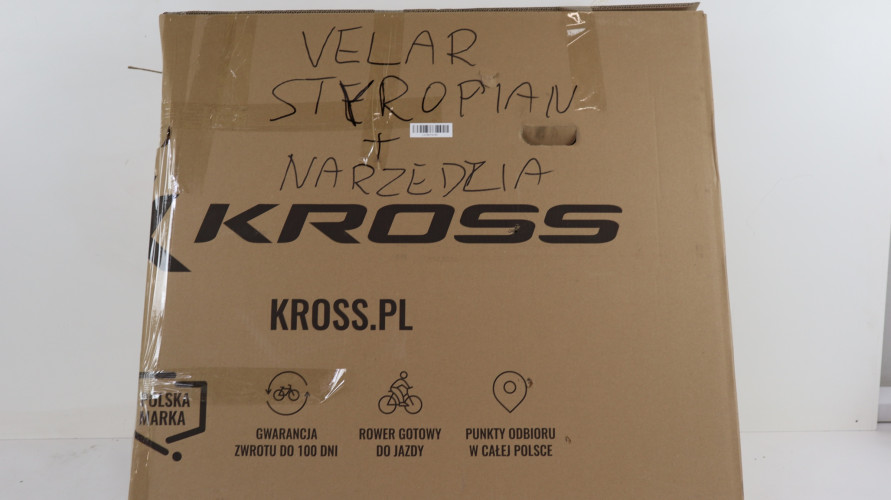 VELAR
STYROPIAN
+
NARZEDZIA
KROSS
KROSS.PL
POLSKA
MARKA
GWARANCJA
ZWROTU DO 100 DNI
ROWER GOTOWY
DO JAZDY
PUNKTY ODBIORU
W CAŁEJ POLSCE